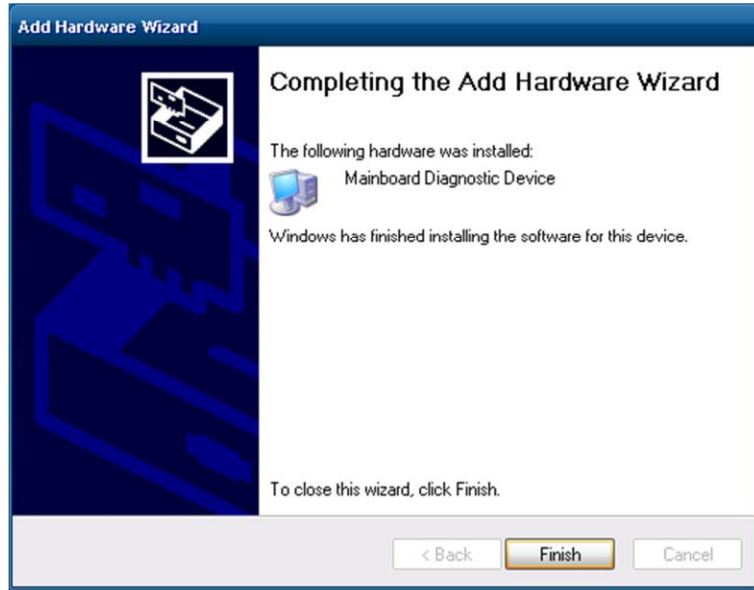 Add Hardware Wizard
Completing the Add Hardware Wizard
The following hardware was installed:
Mainboard Diagnostic Device
Windows has finished installing the software for this device.
To close this wizard, click Finish.
< Back Finish Cancel